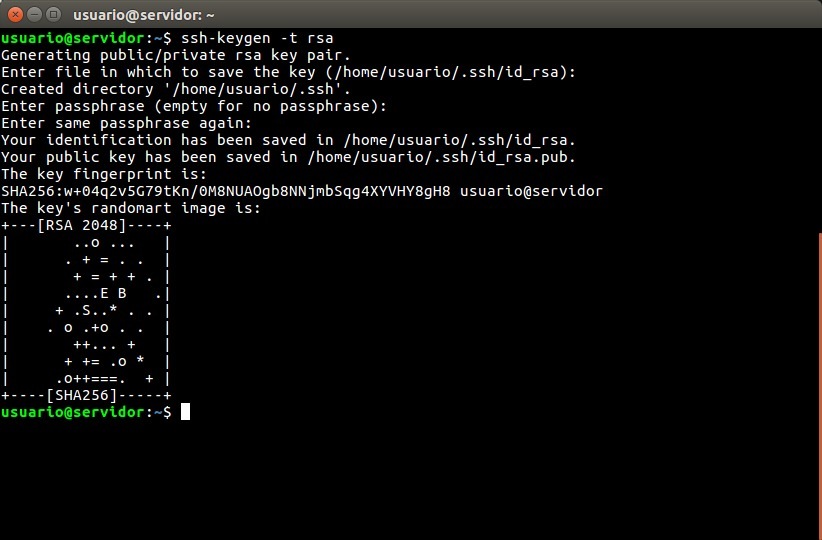 usuario@servidor: ~
usuario@servidor:~$ ssh-keygen -t rsa
Generating public/private rsa key pair.
Enter file in which to save the key (/home/usuario/.ssh/id_rsa):
Created directory '/home/usuario/.ssh'.
Enter passphrase (empty for no passphrase):
Enter same passphrase again:
Your identification has been saved in /home/usuario/.ssh/id_rsa.
Your public key has been saved in /home/usuario/.ssh/id_rsa.pub.
The key fingerprint is:
SHA256:w+04q2v5G79tKn/0M8NUAOgb8NNjmbSqg4XYVHY8gH8 usuario@servidor
The key's randomart image is:
+---[RSA 2048]----+
|       ..o ...   |
|      . + = . .  |
|       + = + + . |
|      ....E B   .|
|     + .S..* . . |
|    . o .+o . .  |
|       ++... +   |
|      + += .o *  |
|     .o++===.  + |
+----[SHA256]-----+
usuario@servidor:~$